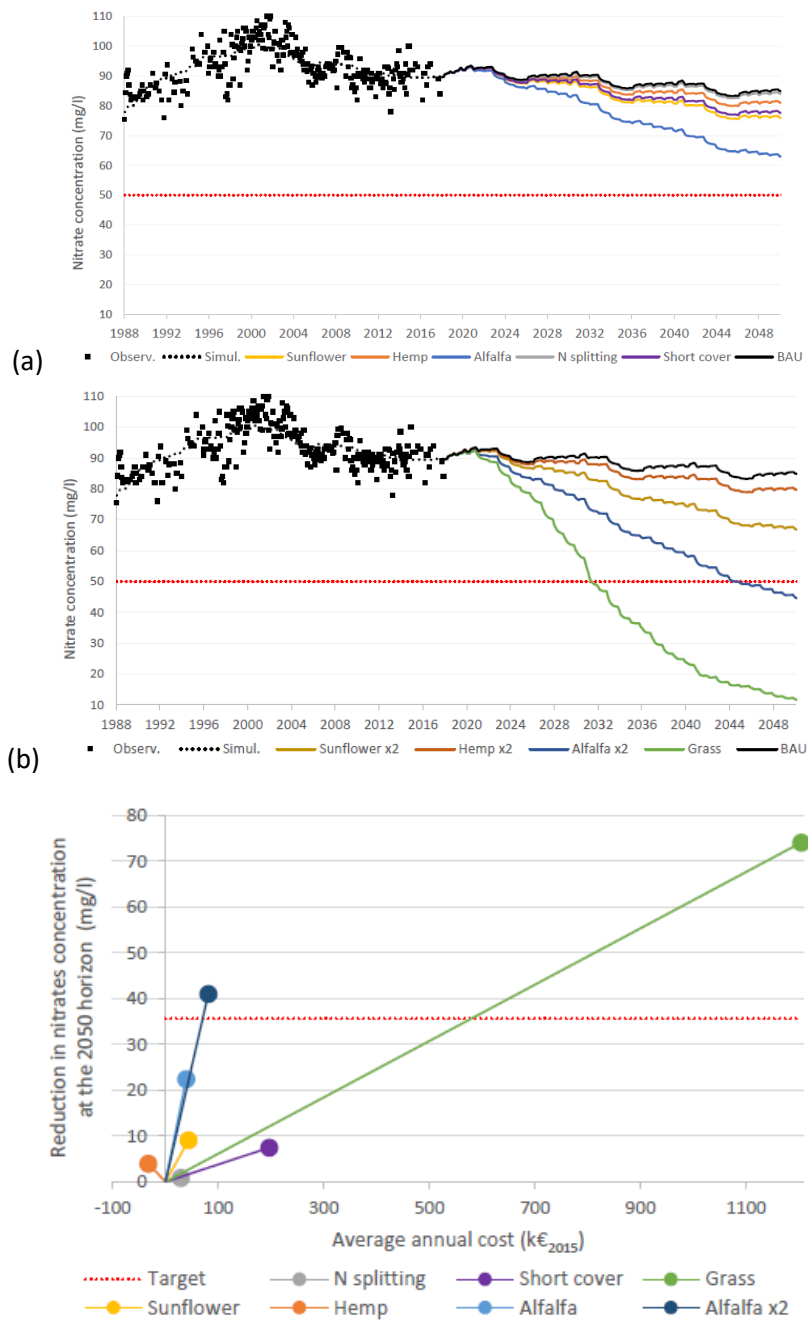 110
100
90
80
70
60
50
40
30
20
10
Nitrate concentration (mg/l)
1988 1992 1996 2000 2004 2008 2012 2016 2020 2024 2028 2032 2036 2040 2044 2048
(a)
Observ. Simul. Sunflower Hemp Alfalfa N splitting Short cover BAU
110
100
90
80
70
60
50
40
30
20
10
Nitrate concentration (mg/l)
1988 1992 1996 2000 2004 2008 2012 2016 2020 2024 2028 2032 2036 2040 2044 2048
(b)
Observ. Simul. Sunflower x2 Hemp x2 Alfalfa x2 Grass BAU
80
70
60
50
40
30
20
10
0
Reduction in nitrates concentration
at the 2050 horizon (mg/l)
-100 100 300 500 700 900 1100
Average annual cost (k€2015)
Target N splitting Short cover Grass
Sunflower Hemp Alfalfa Alfalfa x2